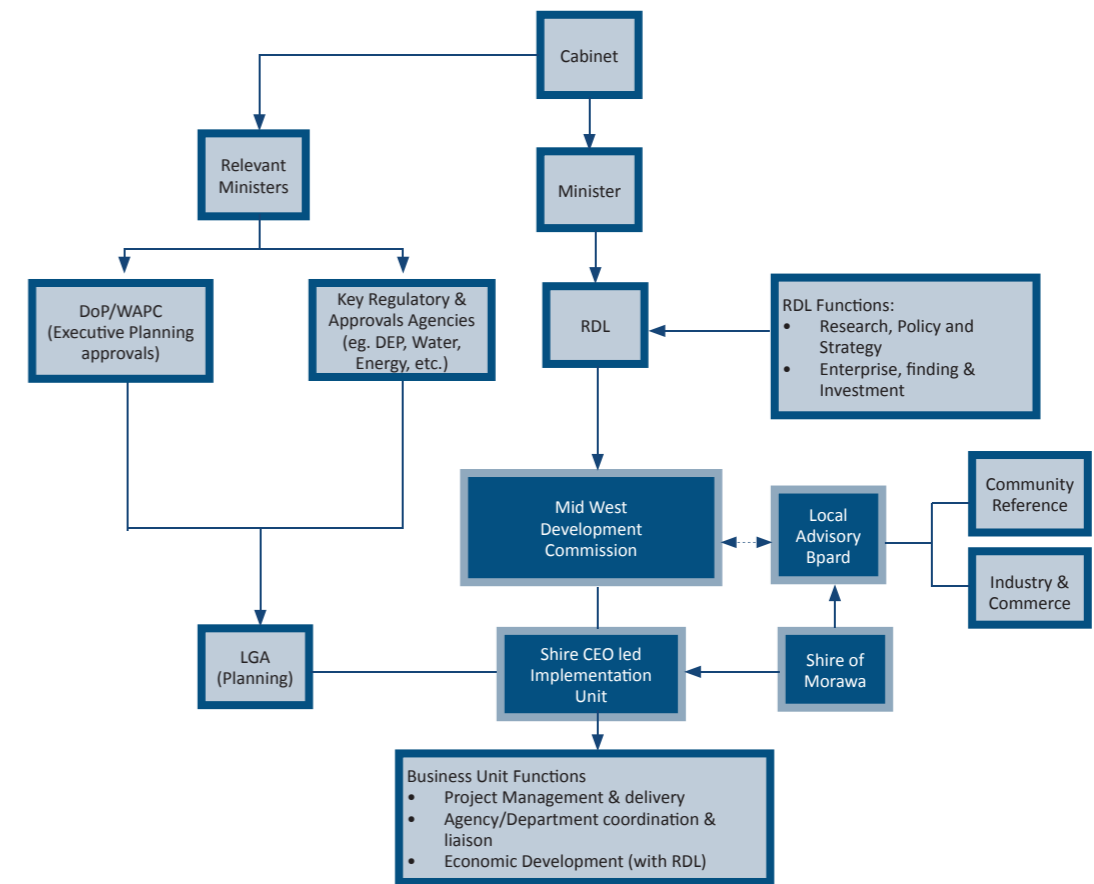 Cabinet
Relevant
Ministers
Minister
DoP/WAPC
(Executive Planning
approvals)
Key Regulatory &
Approvals Agencies
(eg. DEP, Water,
Energy, etc.)
RDL
RDL Functions:
• Research, Policy and
Strategy
• Enterprise, finding &
Investment
Mid West
Development
Commission
Local
Advisory
Bpard
Community
Reference
Industry &
Commerce
LGA
(Planning)
Shire CEO led
Implementation
Unit
Shire of
Morawa
Business Unit Functions
• Project Management & delivery
• Agency/Department coordination &
liaison
• Economic Development (with RDL)